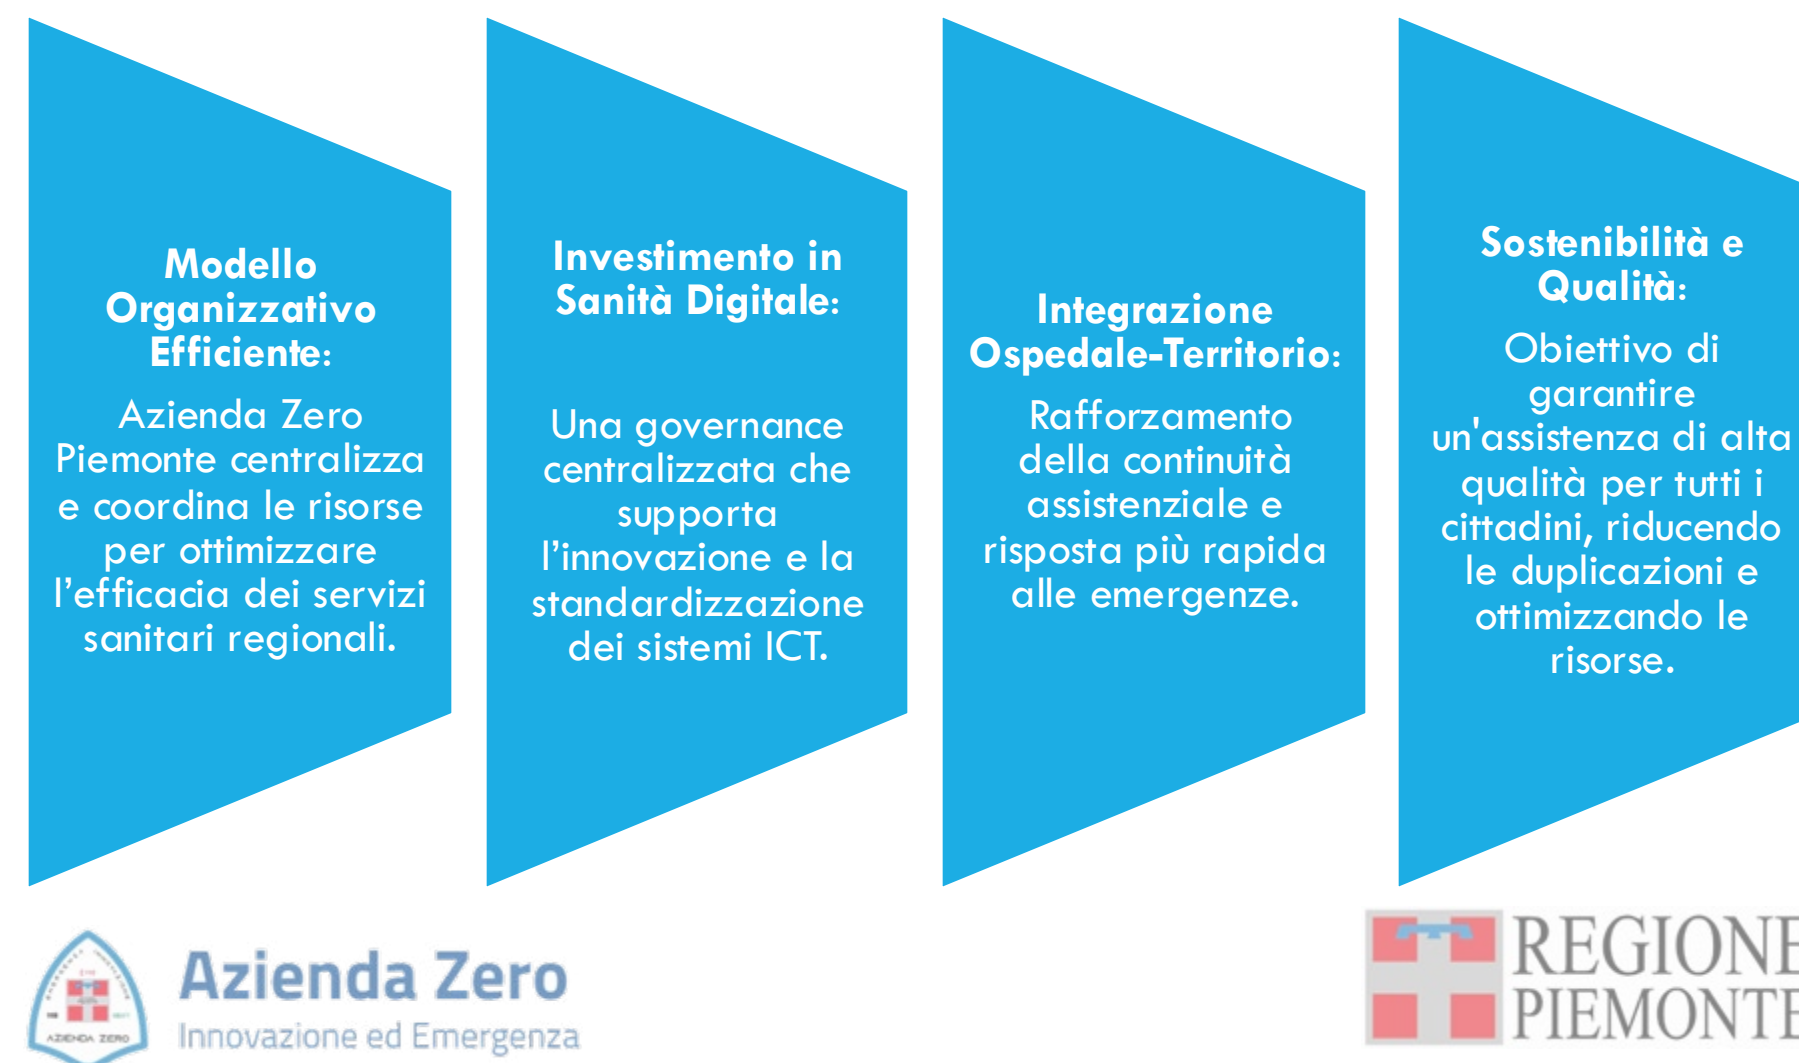 Modello
Organizzativo
Efficiente:
Azienda Zero
Piemonte centralizza
e coordina le risorse
per ottimizzare
l’efficacia dei servizi
sanitari regionali.
Investimento in
Sanità Digitale:
Una governance
centralizzata che
supporta
l’innovazione e la
standardizzazione
dei sistemi ICT.
Integrazione
Ospedale-Territorio:
Rafforzamento
della continuità
assistenziale e
risposta più rapida
alle emergenze.
Sostenibilità e
Qualità:
Obiettivo di
garantire
un'assistenza di alta
qualità per tutti i
cittadini, riducendo
le duplicazioni e
ottimizzando le
risorse.
AZIENDA ZERO
Azienda Zero
Innovazione ed Emergenza
REGIONE
PIEMONTE